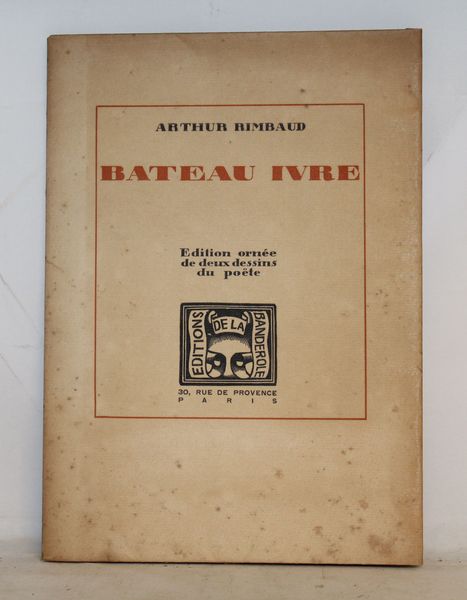 ARTHUR RIMBAUD
BATEAU IVRE
Edition ornée
de deux dessins
du poëte
EDITIONS
DE LA
BANDEROLE
30, RUE DE PROVENCE
PARIS